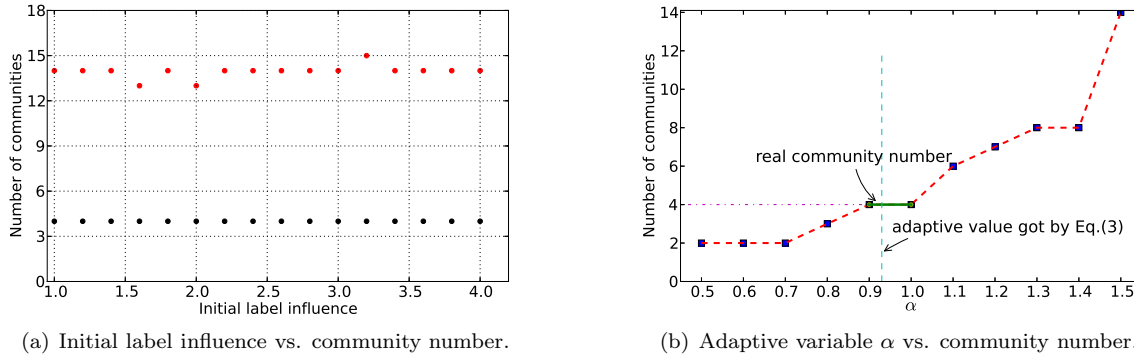 18
15
12
9
6
3
0
Number of communities
1.0 1.5 2.0 2.5 3.0 3.5 4.0
Initial label influence
(a) Initial label influence vs. community number.
14
12
10
8
6
4
2
0
Number of communities
real community number
adaptive value got by Eq.(3)
0.5 0.6 0.7 0.8 0.9 1.0 1.1 1.2 1.3 1.4 1.5
α
(b) Adaptive variable α vs. community number.